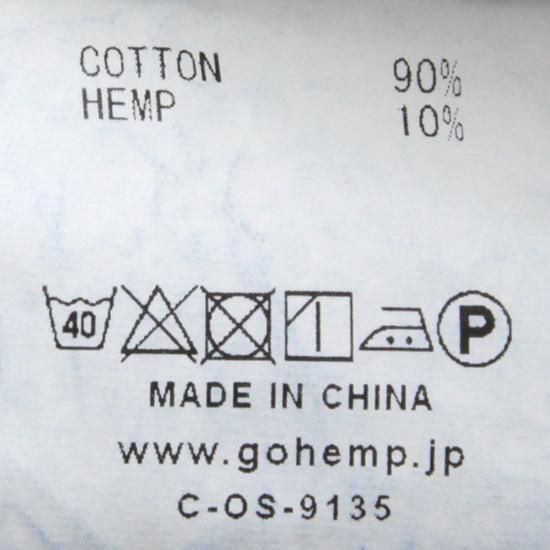 COTTON 90%
HEMP 10%
40 P
MADE IN CHINA
www.gohemp.jp
C-OS-9135